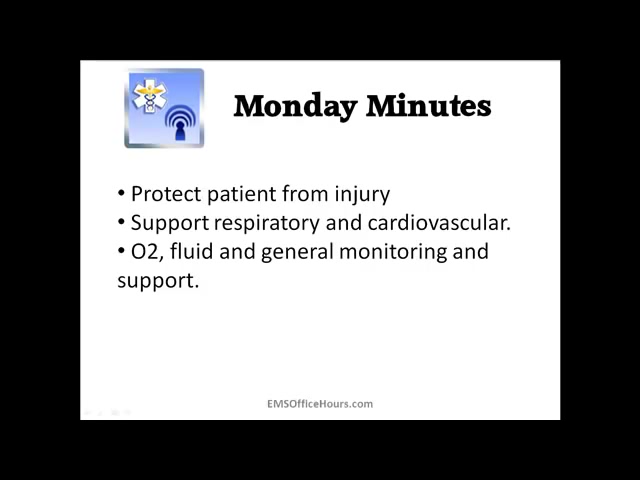 Monday Minutes
• Protect patient from injury
• Support respiratory and cardiovascular.
• O2, fluid and general monitoring and
support.
EMSOfficeHours.com